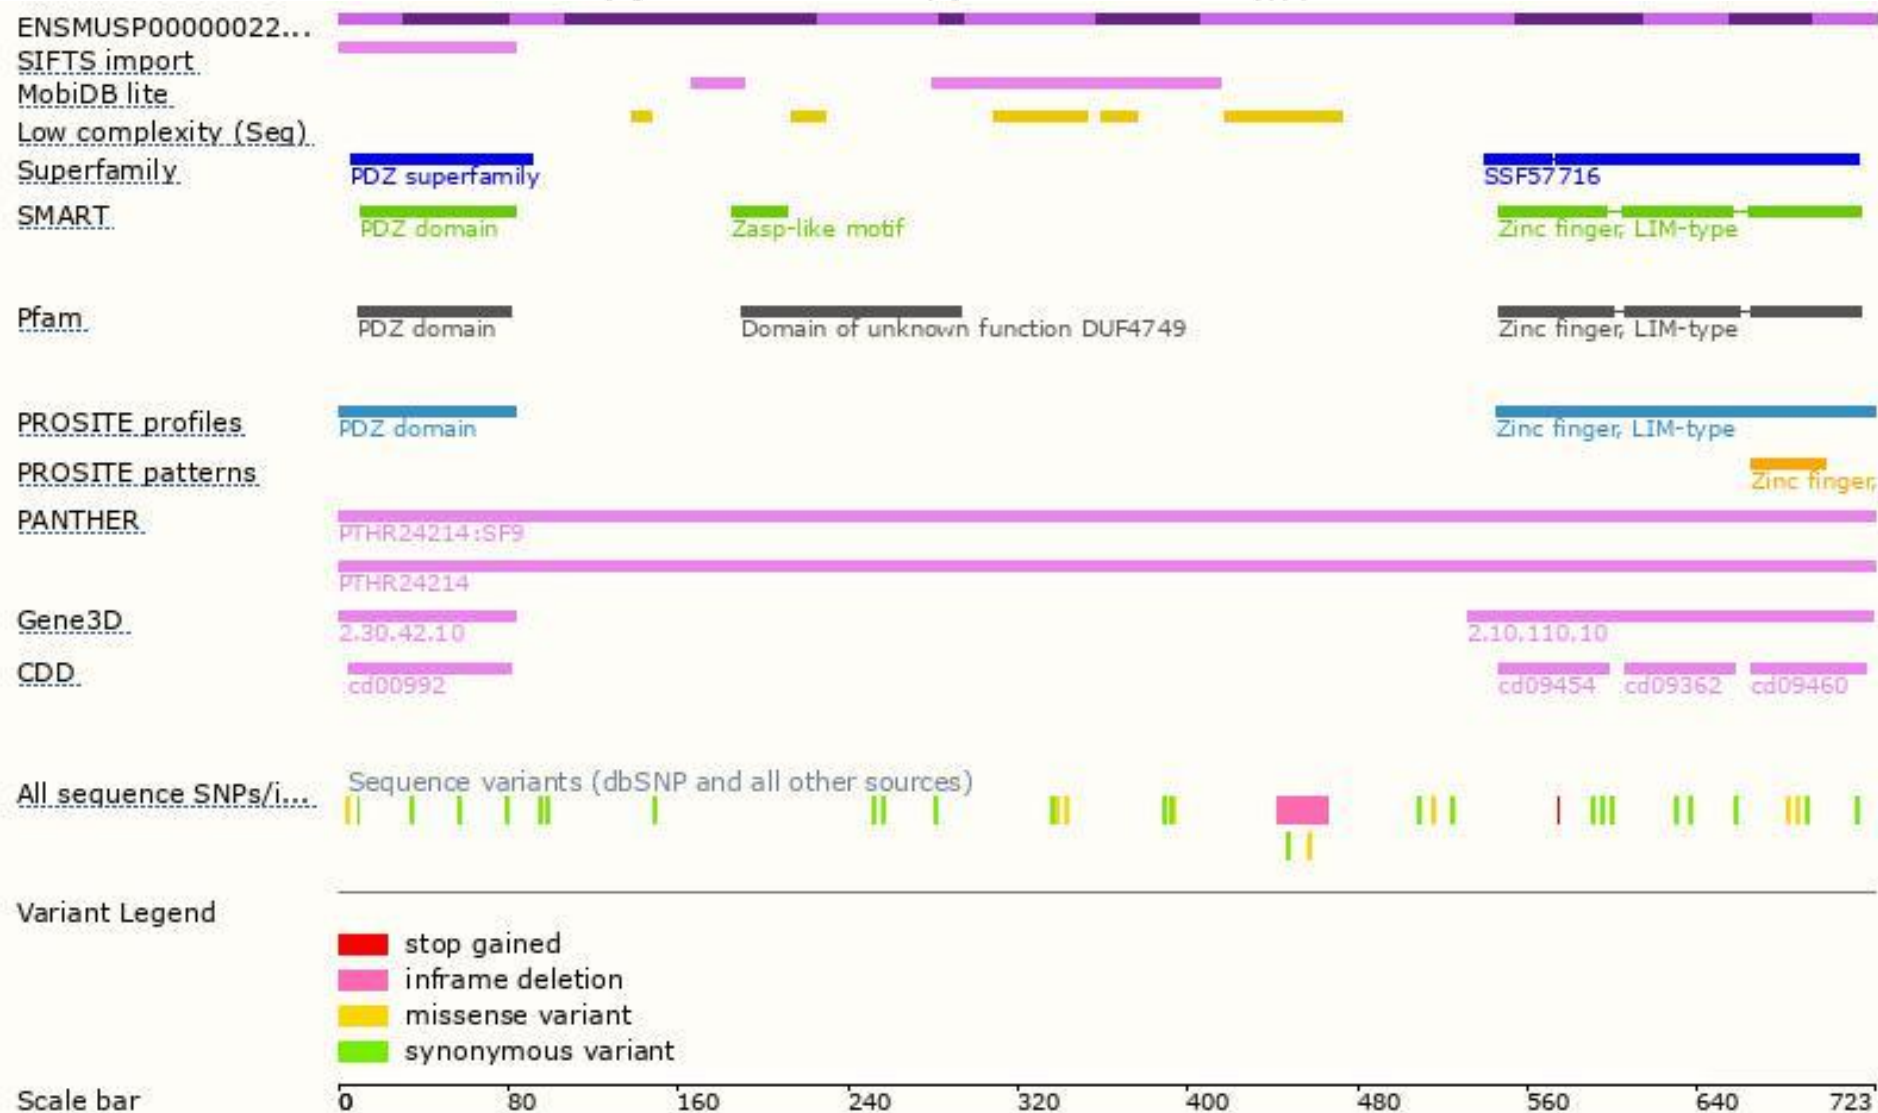 ENSMUSP00000022...
SIFTS import
MobiDB lite
Low complexity (Seg)
Superfamily
PDZ superfamily
SSF57716
SMART
PDZ domain
Zasp-like motif
Zinc finger, LIM-type
Pfam
PDZ domain
Domain of unknown function DUF4749
Zinc finger, LIM-type
PROSITE profiles
PDZ domain
Zinc finger, LIM-type
PROSITE patterns
Zinc finger,
PANTHER
PTHR24214:SF9
PTHR24214
Gene3D
2.30.42.10
2.10.110.10
CDD
cd00992
cd09454
cd09362
cd09460
All sequence SNPs/i...
Sequence variants (dbSNP and all other sources)
Variant Legend
stop gained
inframe deletion
missense variant
synonymous variant
Scale bar
0 80 160 240 320 400 480 560 640 723